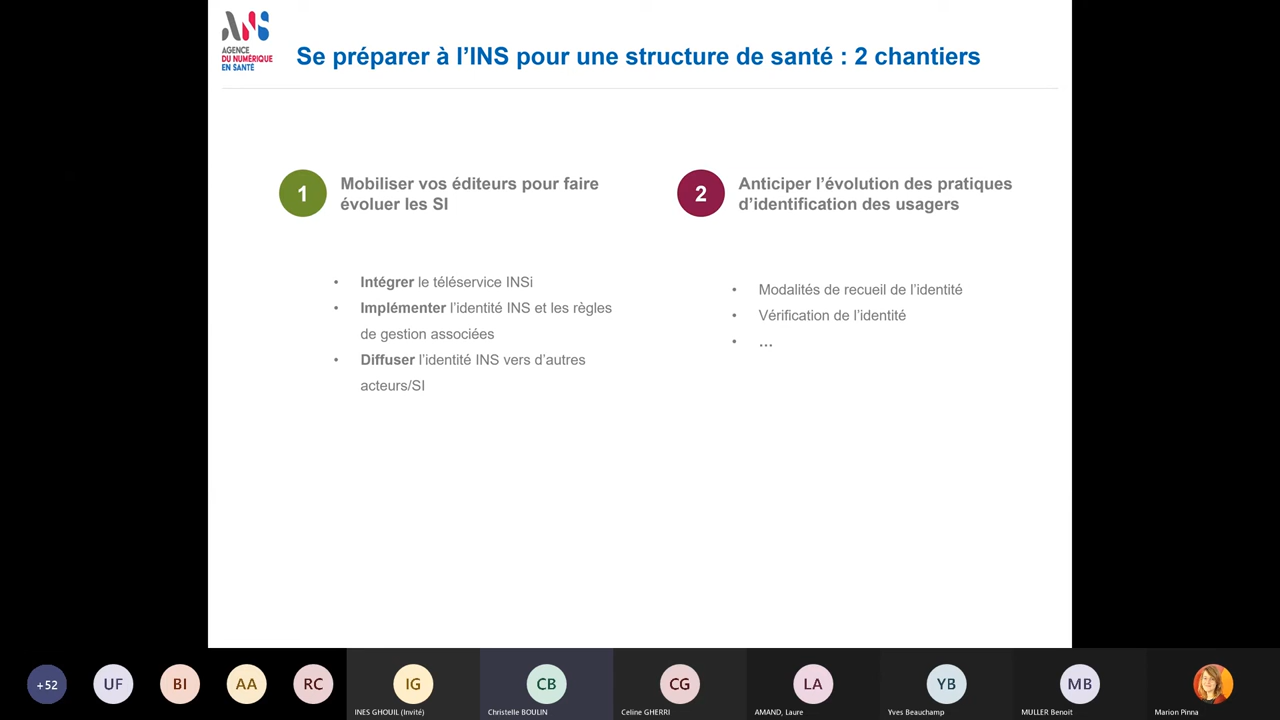 AGENCE
DU NUMÉRIQUE
EN SANTÉ
Se préparer à l’INS pour une structure de santé : 2 chantiers
1
Mobiliser vos éditeurs pour faire
évoluer les SI
• Intégrer le téléservice INSi
• Implémenter l’identité INS et les règles
de gestion associées
• Diffuser l’identité INS vers d’autres
acteurs/SI
2
Anticiper l’évolution des pratiques
d’identification des usagers
• Modalités de recueil de l’identité
• Vérification de l’identité
• …
+52
UF
BI
AA
RC
IG
INES GHOUIL (Invité)
CB
Christelle BOULIN
CG
Celine GHERRI
LA
AMAND, Laure
YB
Yves Beauchamp
MB
MULLER Benoit
Marion Pinna